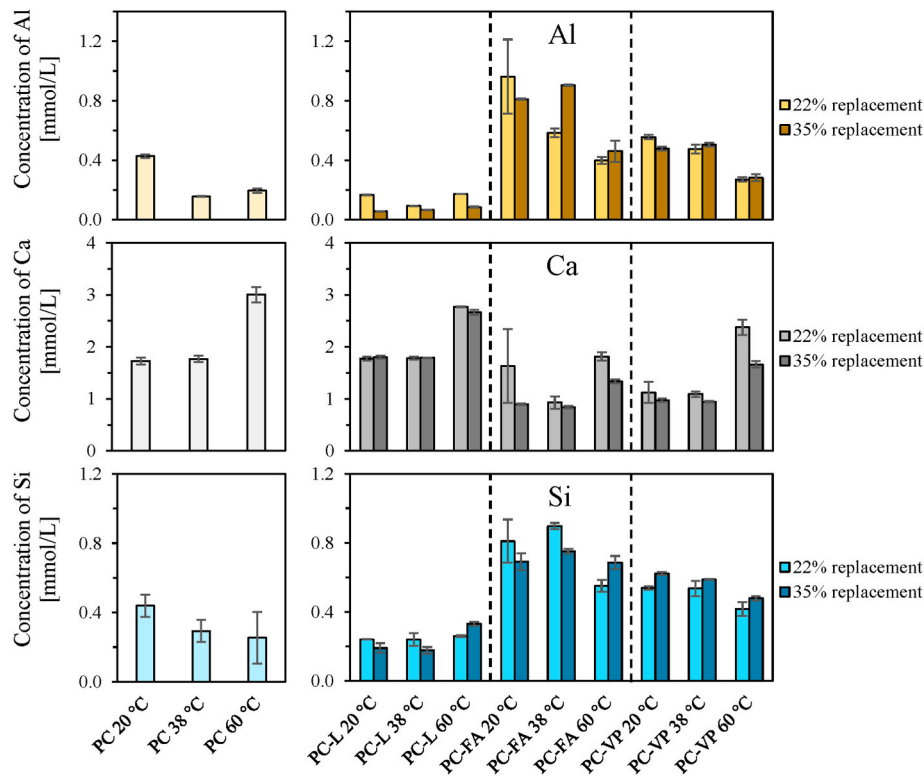 Concentration of Al
[mmol/L]
1.2
0.8
0.4
0.0
1.2
0.8
0.4
0.0
Al
22% replacement
35% replacement
Concentration of Ca
[mmol/L]
4
3
2
1
0
4
3
2
1
0
Ca
22% replacement
35% replacement
Concentration of Si
[mmol/L]
1.2
0.8
0.4
0.0
1.2
0.8
0.4
0.0
Si
22% replacement
35% replacement
PC 20 °C
PC 38 °C
PC 60 °C
PC-L 20 °C
PC-L 38 °C
PC-L 60 °C
PC-FA 20 °C
PC-FA 38 °C
PC-FA 60 °C
PC-VP 20 °C
PC-VP 38 °C
PC-VP 60 °C